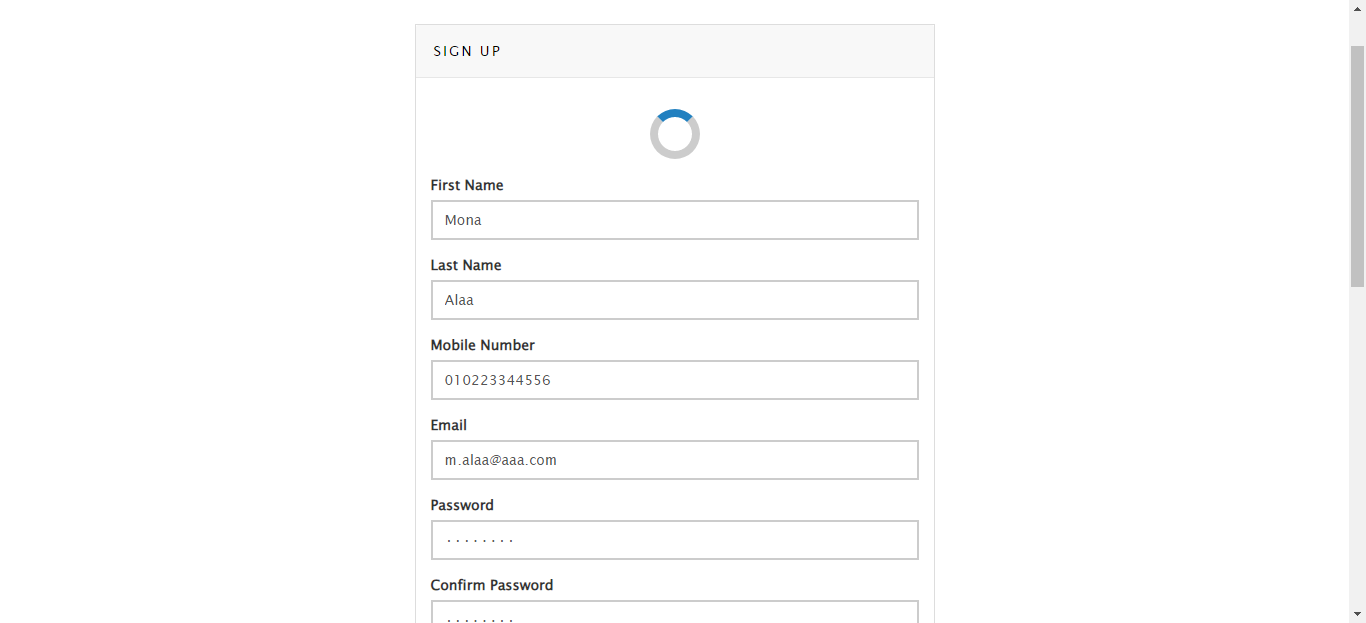 SIGN UP
First Name
Mona
Last Name
Alaa
Mobile Number
010223344556
Email
m.alaa@aaa.com
Password
········
Confirm Password
········